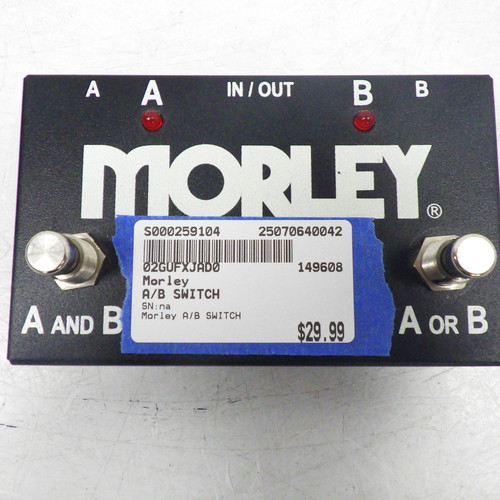 A A IN / OUT B B
MORLEY®
S000259104 25070640042
02GUFXJAD0 149608
Morley
A/B SWITCH
SN:na
Morley A/B SWITCH
$29.99
A AND B
A OR B